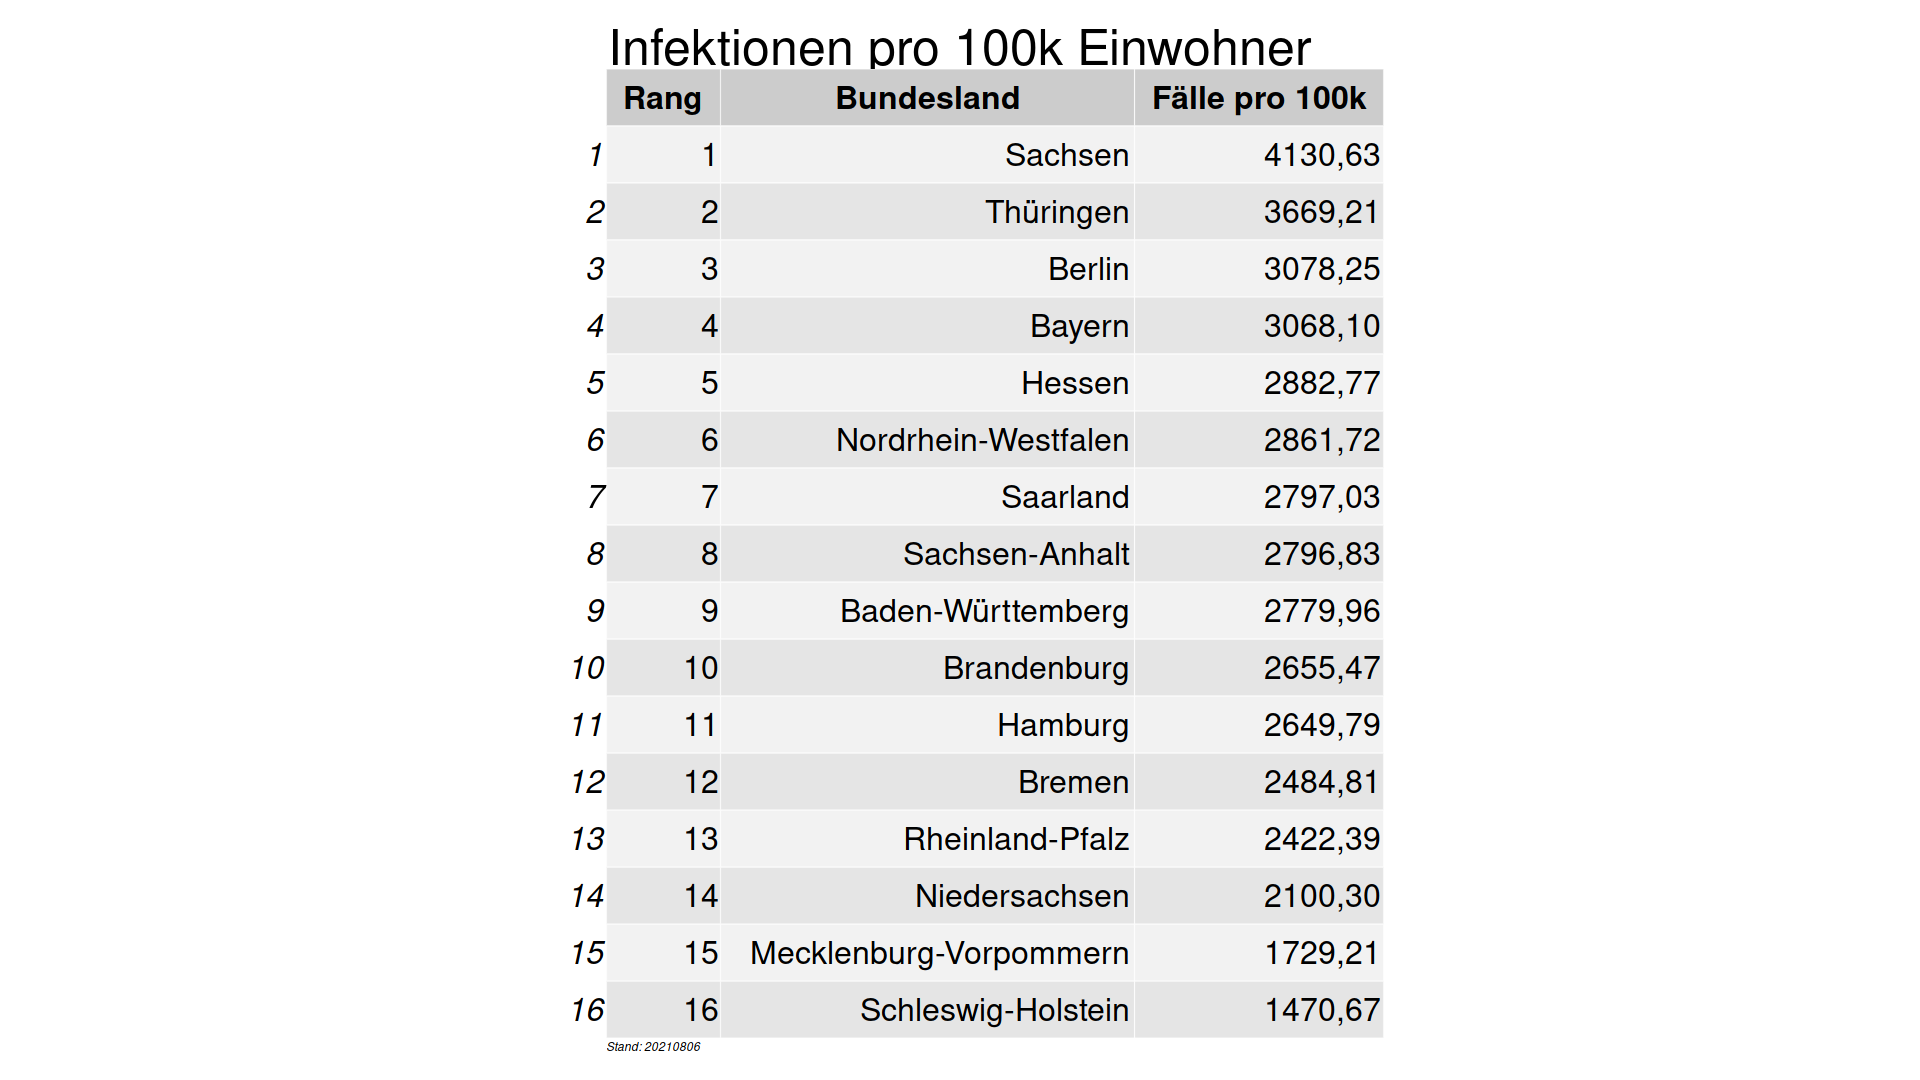 Infektionen pro 100k Einwohner
Rang Bundesland Fälle pro 100k
1 1 Sachsen 4130,63
2 2 Thüringen 3669,21
3 3 Berlin 3078,25
4 4 Bayern 3068,10
5 5 Hessen 2882,77
6 6 Nordrhein-Westfalen 2861,72
7 7 Saarland 2797,03
8 8 Sachsen-Anhalt 2796,83
9 9 Baden-Württemberg 2779,96
10 10 Brandenburg 2655,47
11 11 Hamburg 2649,79
12 12 Bremen 2484,81
13 13 Rheinland-Pfalz 2422,39
14 14 Niedersachsen 2100,30
15 15 Mecklenburg-Vorpommern 1729,21
16 16 Schleswig-Holstein 1470,67
Stand: 20210806